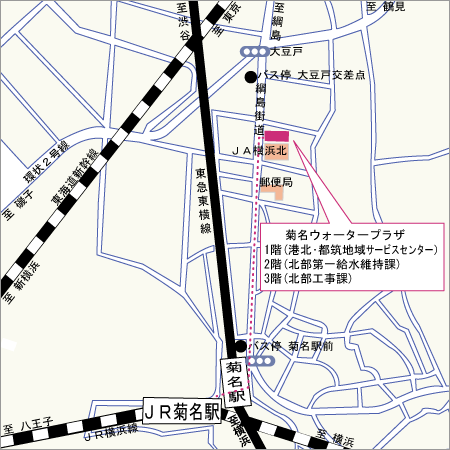 至渋谷
至東京
至綱島
至鶴見
大豆戸
バス停 大豆戸交差点
綱島街道
環状2号線
東海道新幹線
至磯子
ＪＡ横浜北
郵便局
東急東横線
菊名ウォータープラザ
1階(港北・都筑地域サービスセンター)
2階(北部第一給水維持課)
3階(北部工事課)
至新横浜
バス停 菊名駅前
菊名駅
ＪＲ菊名駅
至八王子
ＪＲ横浜線
至横浜
至横浜